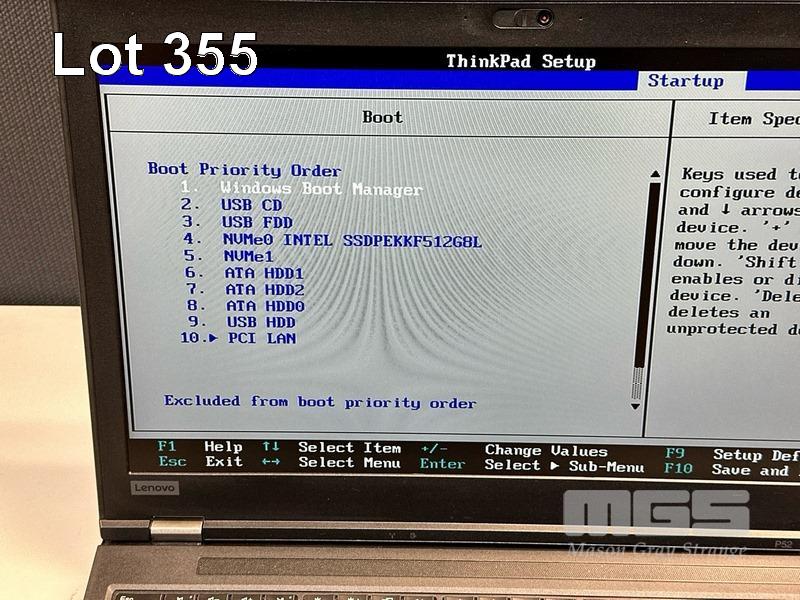 Lot 355
ThinkPad Setup
Startup
Boot
Item Spec
Boot Priority Order
1. Windows Boot Manager
2. USB CD
3. USB FDD
4. NVMe0 INTEL SSDPEKKF512G8L
5. NVMe1
6. ATA HDD1
7. ATA HDD2
8. ATA HDD0
9. USB HDD
10.▶ PCI LAN
Excluded from boot priority order
Keys used to
configure de
and ↓ arrows
device. '+'
move the dev
down. 'Shift
enables or di
device. 'Dele
deletes an
unprotected de
F1 Help ↑↓ Select Item +/- Change Values F9 Setup Def
Esc Exit ←→ Select Menu Enter Select ▶ Sub-Menu F10 Save and
Lenovo
MGS
Mason Gray Strange
P52
Esc